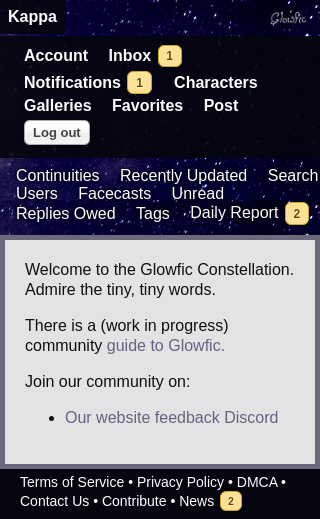 Kappa Glowfic
Account Inbox 1
Notifications 1 Characters
Galleries Favorites Post
Log out
Continuities Recently Updated Search
Users Facecasts Unread
Replies Owed Tags Daily Report 2
Welcome to the Glowfic Constellation.
Admire the tiny, tiny words.
There is a (work in progress)
community guide to Glowfic.
Join our community on:
• Our website feedback Discord
Terms of Service • Privacy Policy • DMCA •
Contact Us • Contribute • News 2